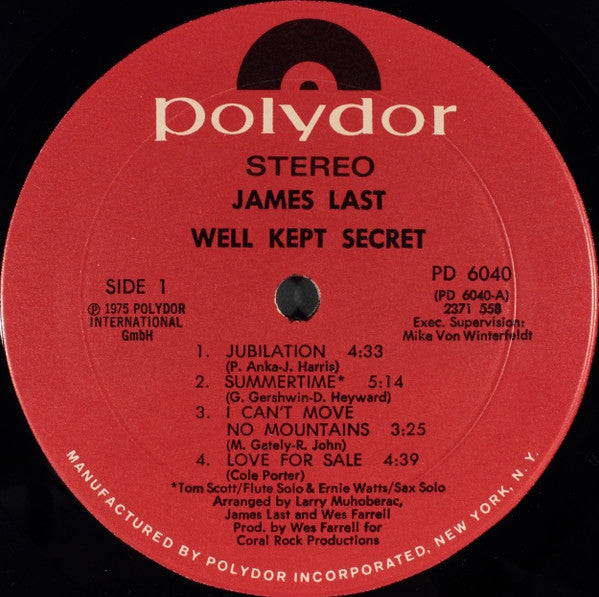 polydor
STEREO
JAMES LAST
WELL KEPT SECRET
SIDE 1
℗ 1975 POLYDOR
INTERNATIONAL
GmbH
PD 6040
(PD 6040-A)
2371 558
Exec. Supervision:
Mike Von Winterfeldt
1. JUBILATION 4:33
(P. Anka-J. Harris)
2. SUMMERTIME* 5:14
(G. Gershwin-D. Heyward)
3. I CAN'T MOVE
NO MOUNTAINS 3:25
(M. Gately-R. John)
4. LOVE FOR SALE 4:39
(Cole Porter)
*Tom Scott/Flute Solo & Ernie Watts/Sax Solo
Arranged by Larry Muhoberac,
James Last and Wes Farrell
Prod. by Wes Farrell for
Coral Rock Productions
MANUFACTURED BY POLYDOR INCORPORATED, NEW YORK, N. Y.